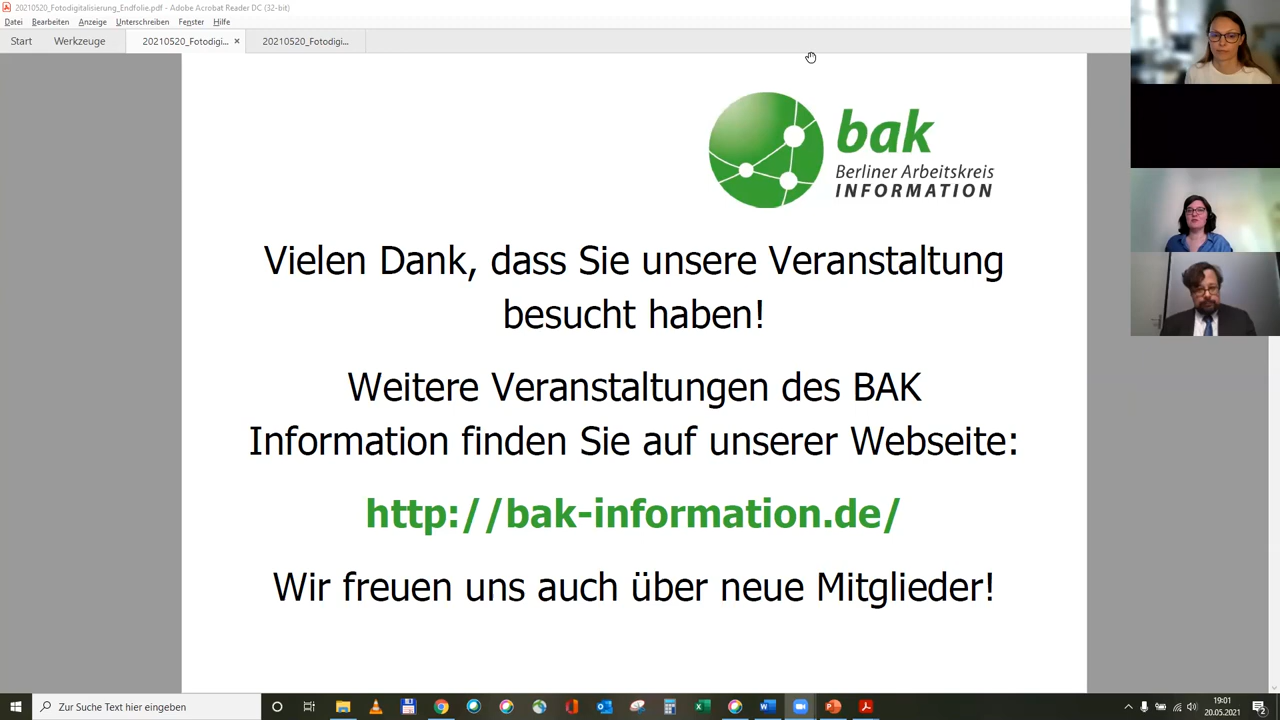 20210520_Fotodigitalisierung_Endfolie.pdf - Adobe Acrobat Reader DC (32-bit)
Datei Bearbeiten Anzeige Unterschreiben Fenster Hilfe
Start Werkzeuge 20210520_Fotodigi... × 20210520_Fotodigi...
bak
Berliner Arbeitskreis
INFORMATION
Vielen Dank, dass Sie unsere Veranstaltung
besucht haben!
Weitere Veranstaltungen des BAK
Information finden Sie auf unserer Webseite:
http://bak-information.de/
Wir freuen uns auch über neue Mitglieder!
Zur Suche Text hier eingeben
19:01
20.05.2021